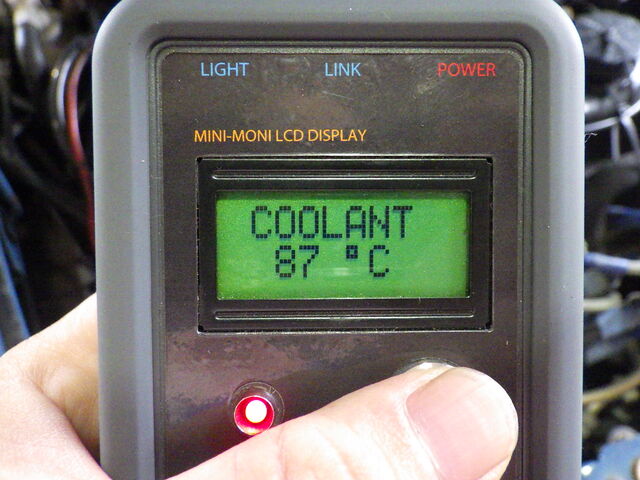 LIGHT LINK POWER
MINI-MONI LCD DISPLAY
COOLANT
87 °C